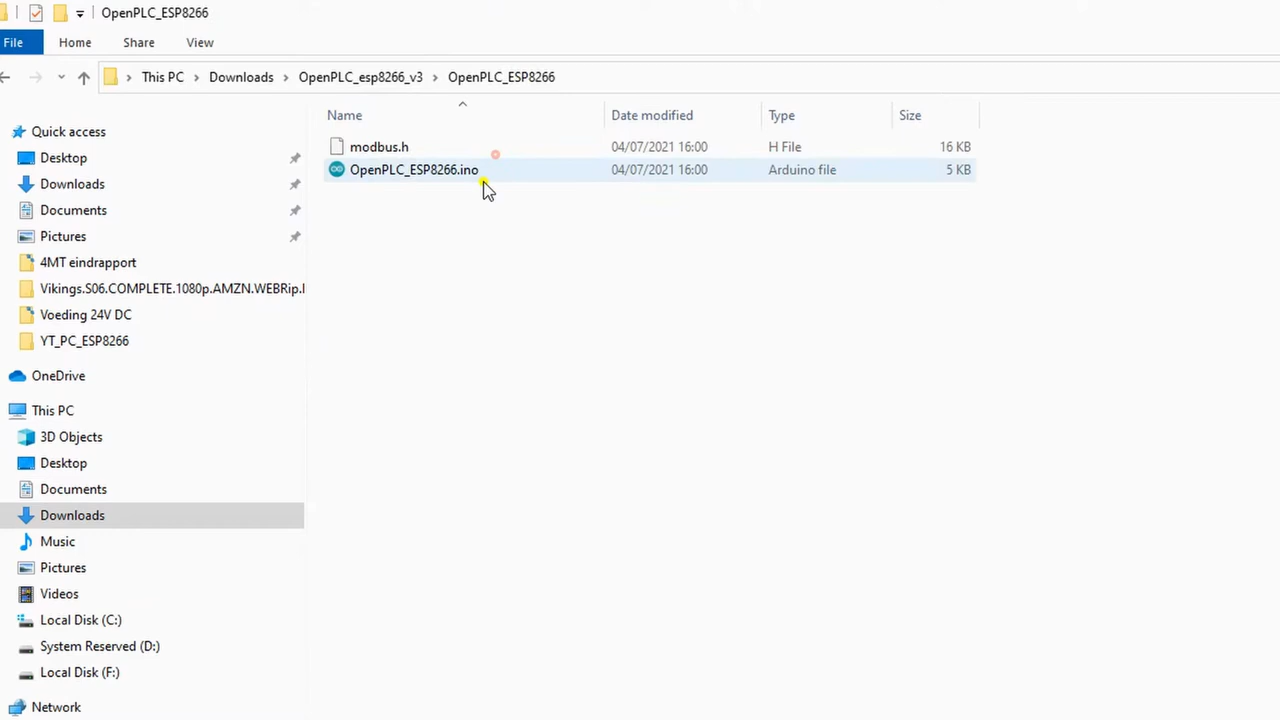 OpenPLC_ESP8266
File Home Share View
This PC Downloads OpenPLC_esp8266_v3 OpenPLC_ESP8266
Name Date modified Type Size
modbus.h 04/07/2021 16:00 H File 16 KB
OpenPLC_ESP8266.ino 04/07/2021 16:00 Arduino file 5 KB
Quick access
Desktop
Downloads
Documents
Pictures
4MT eindrapport
Vikings.S06.COMPLETE.1080p.AMZN.WEBRip.
Voeding 24V DC
YT_PC_ESP8266
OneDrive
This PC
3D Objects
Desktop
Documents
Downloads
Music
Pictures
Videos
Local Disk (C:)
System Reserved (D:)
Local Disk (F:)
Network